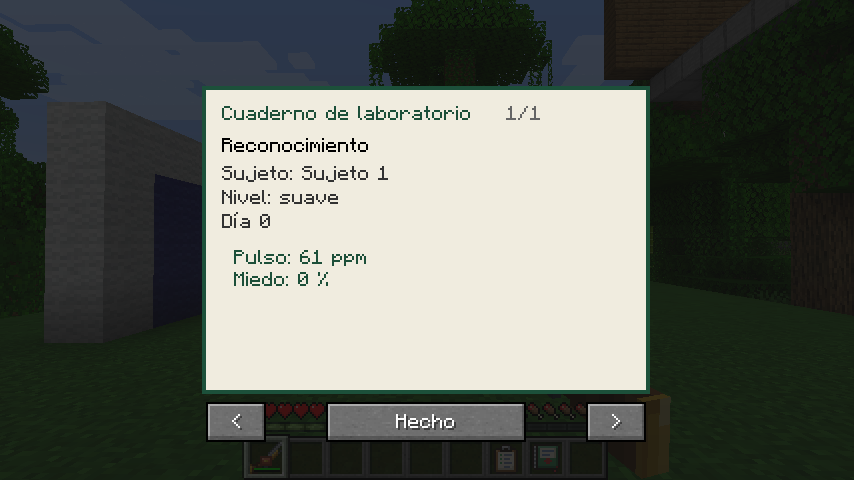 Cuaderno de laboratorio 1/1
Reconocimiento
Sujeto: Sujeto 1
Nivel: suave
Día 0
Pulso: 61 ppm
Miedo: 0 %
< Hecho >